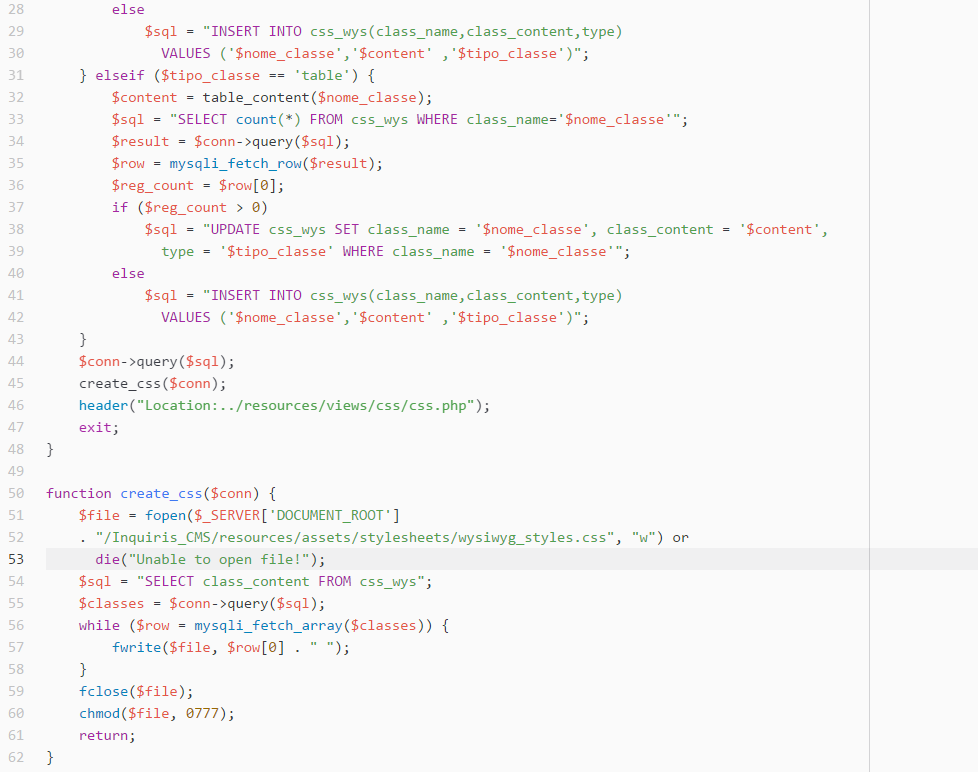 28 else
29 $sql = "INSERT INTO css_wys(class_name,class_content,type)
30 VALUES ('$nome_classe','$content' ,'$tipo_classe')";
31 } elseif ($tipo_classe == 'table') {
32 $content = table_content($nome_classe);
33 $sql = "SELECT count(*) FROM css_wys WHERE class_name='$nome_classe'";
34 $result = $conn->query($sql);
35 $row = mysqli_fetch_row($result);
36 $reg_count = $row[0];
37 if ($reg_count > 0)
38 $sql = "UPDATE css_wys SET class_name = '$nome_classe', class_content = '$content',
39 type = '$tipo_classe' WHERE class_name = '$nome_classe'";
40 else
41 $sql = "INSERT INTO css_wys(class_name,class_content,type)
42 VALUES ('$nome_classe','$content' ,'$tipo_classe')";
43 }
44 $conn->query($sql);
45 create_css($conn);
46 header("Location:../resources/views/css/css.php");
47 exit;
48 }
49
50 function create_css($conn) {
51 $file = fopen($_SERVER['DOCUMENT_ROOT']
52 . "/Inquiris_CMS/resources/assets/stylesheets/wysiwyg_styles.css", "w") or
53 die("Unable to open file!");
54 $sql = "SELECT class_content FROM css_wys";
55 $classes = $conn->query($sql);
56 while ($row = mysqli_fetch_array($classes)) {
57 fwrite($file, $row[0] . " ");
58 }
59 fclose($file);
60 chmod($file, 0777);
61 return;
62 }